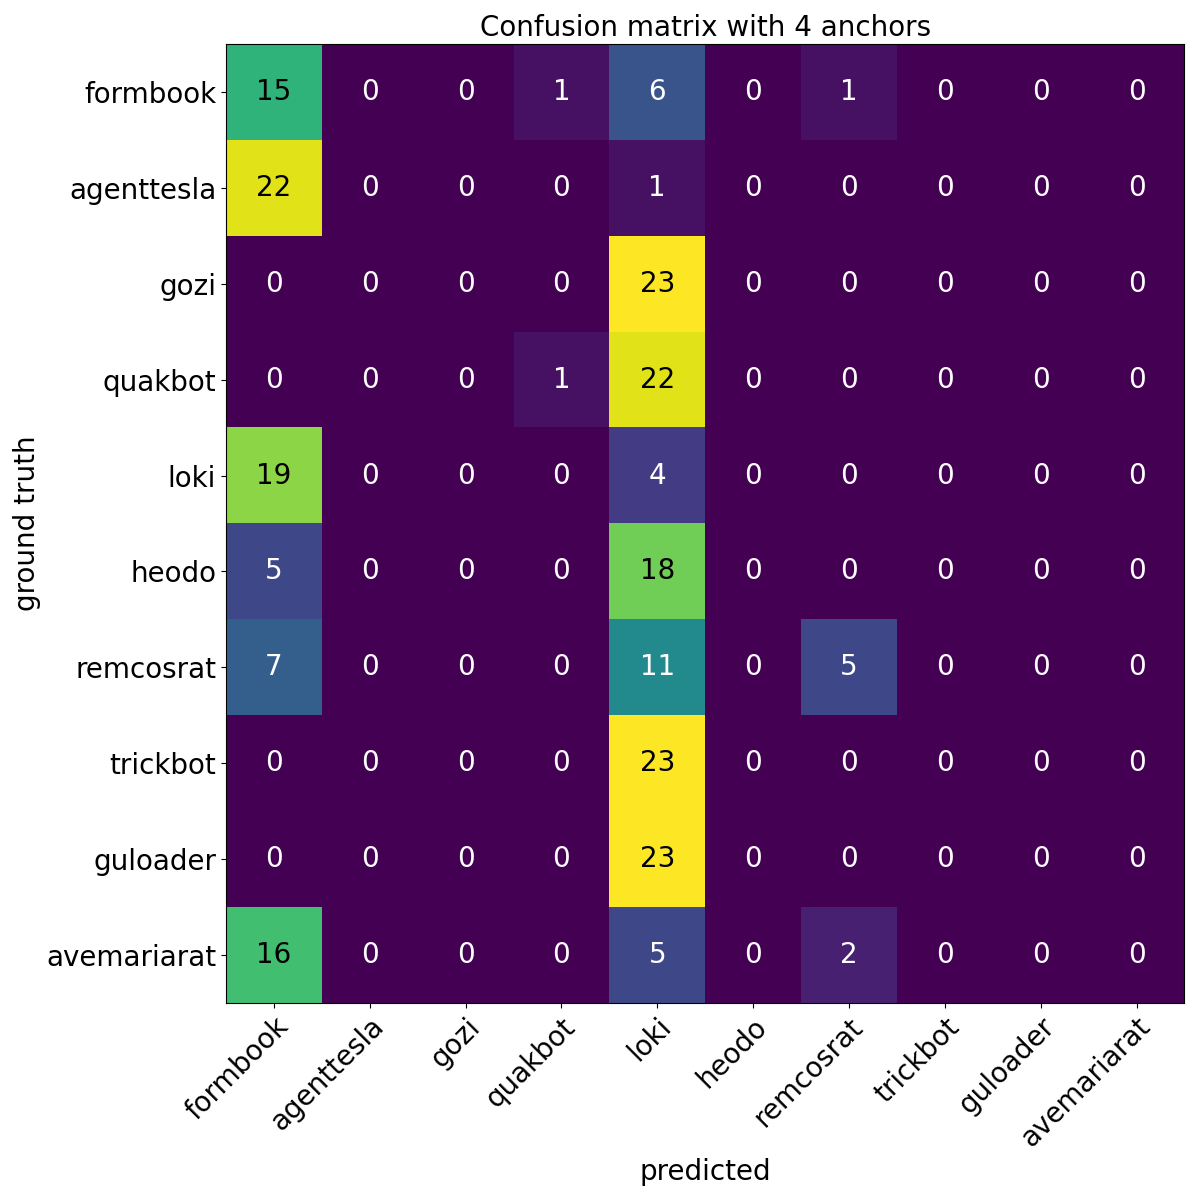 Confusion matrix with 4 anchors
formbook 15 0 0 1 6 0 1 0 0 0
agenttesla 22 0 0 0 1 0 0 0 0 0
gozi 0 0 0 0 23 0 0 0 0 0
quakbot 0 0 0 1 22 0 0 0 0 0
loki 19 0 0 0 4 0 0 0 0 0
heodo 5 0 0 0 18 0 0 0 0 0
remcosrat 7 0 0 0 11 0 5 0 0 0
trickbot 0 0 0 0 23 0 0 0 0 0
guloader 0 0 0 0 23 0 0 0 0 0
avemariarat 16 0 0 0 5 0 2 0 0 0
ground truth
formbook agenttesla gozi quakbot loki heodo remcosrat trickbot guloader avemariarat
predicted